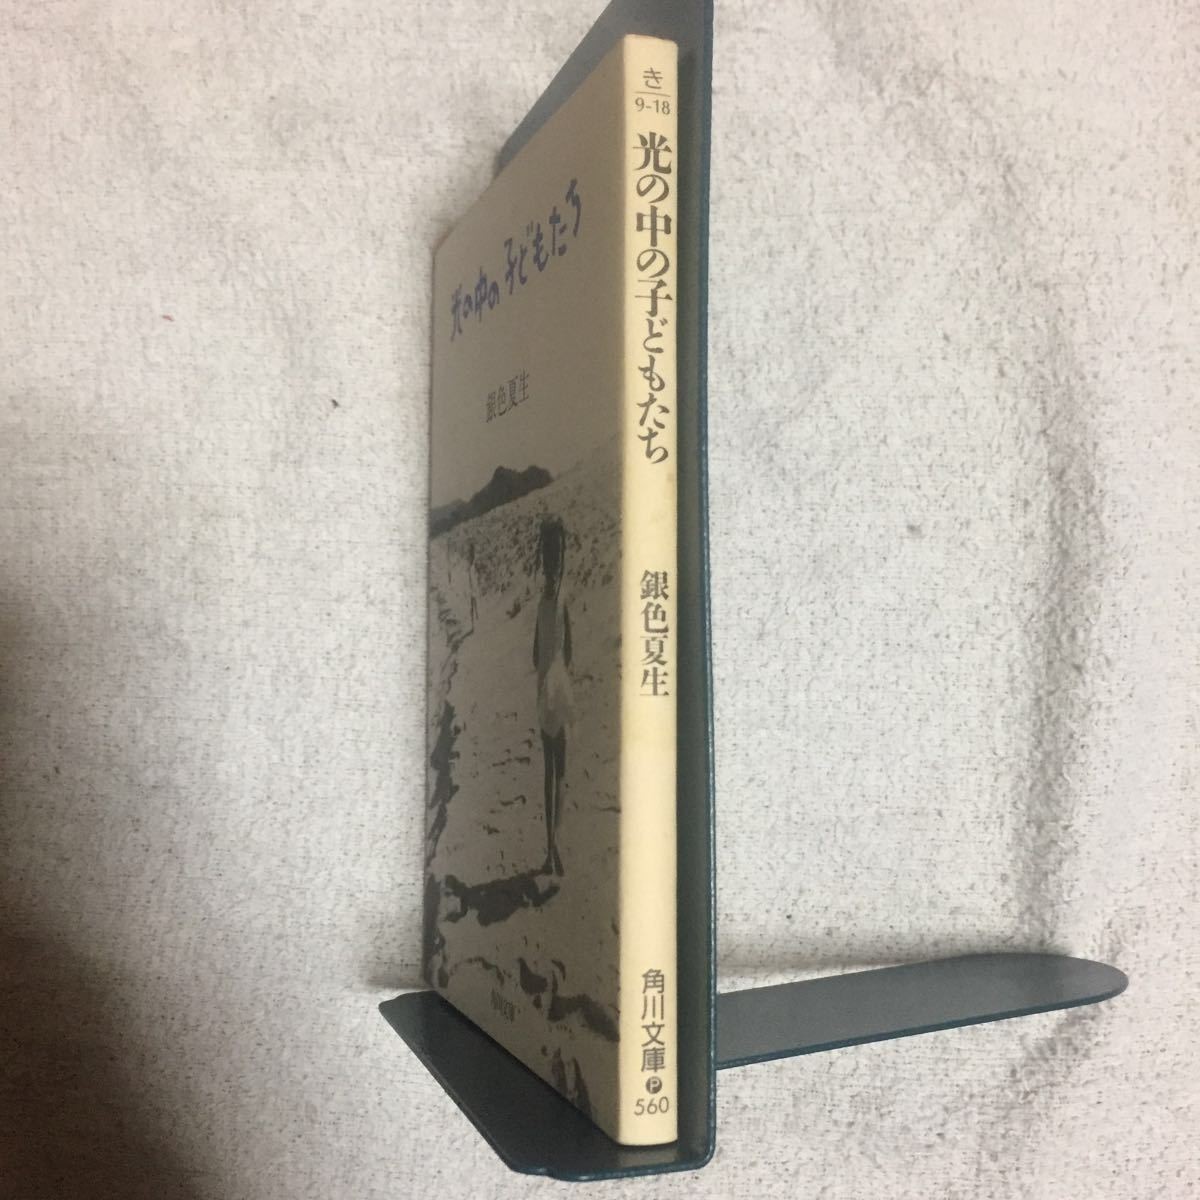 光の中の子どもたち
銀色夏生
き
9-18
光の中の子どもたち
銀色夏生
角川文庫
P
560